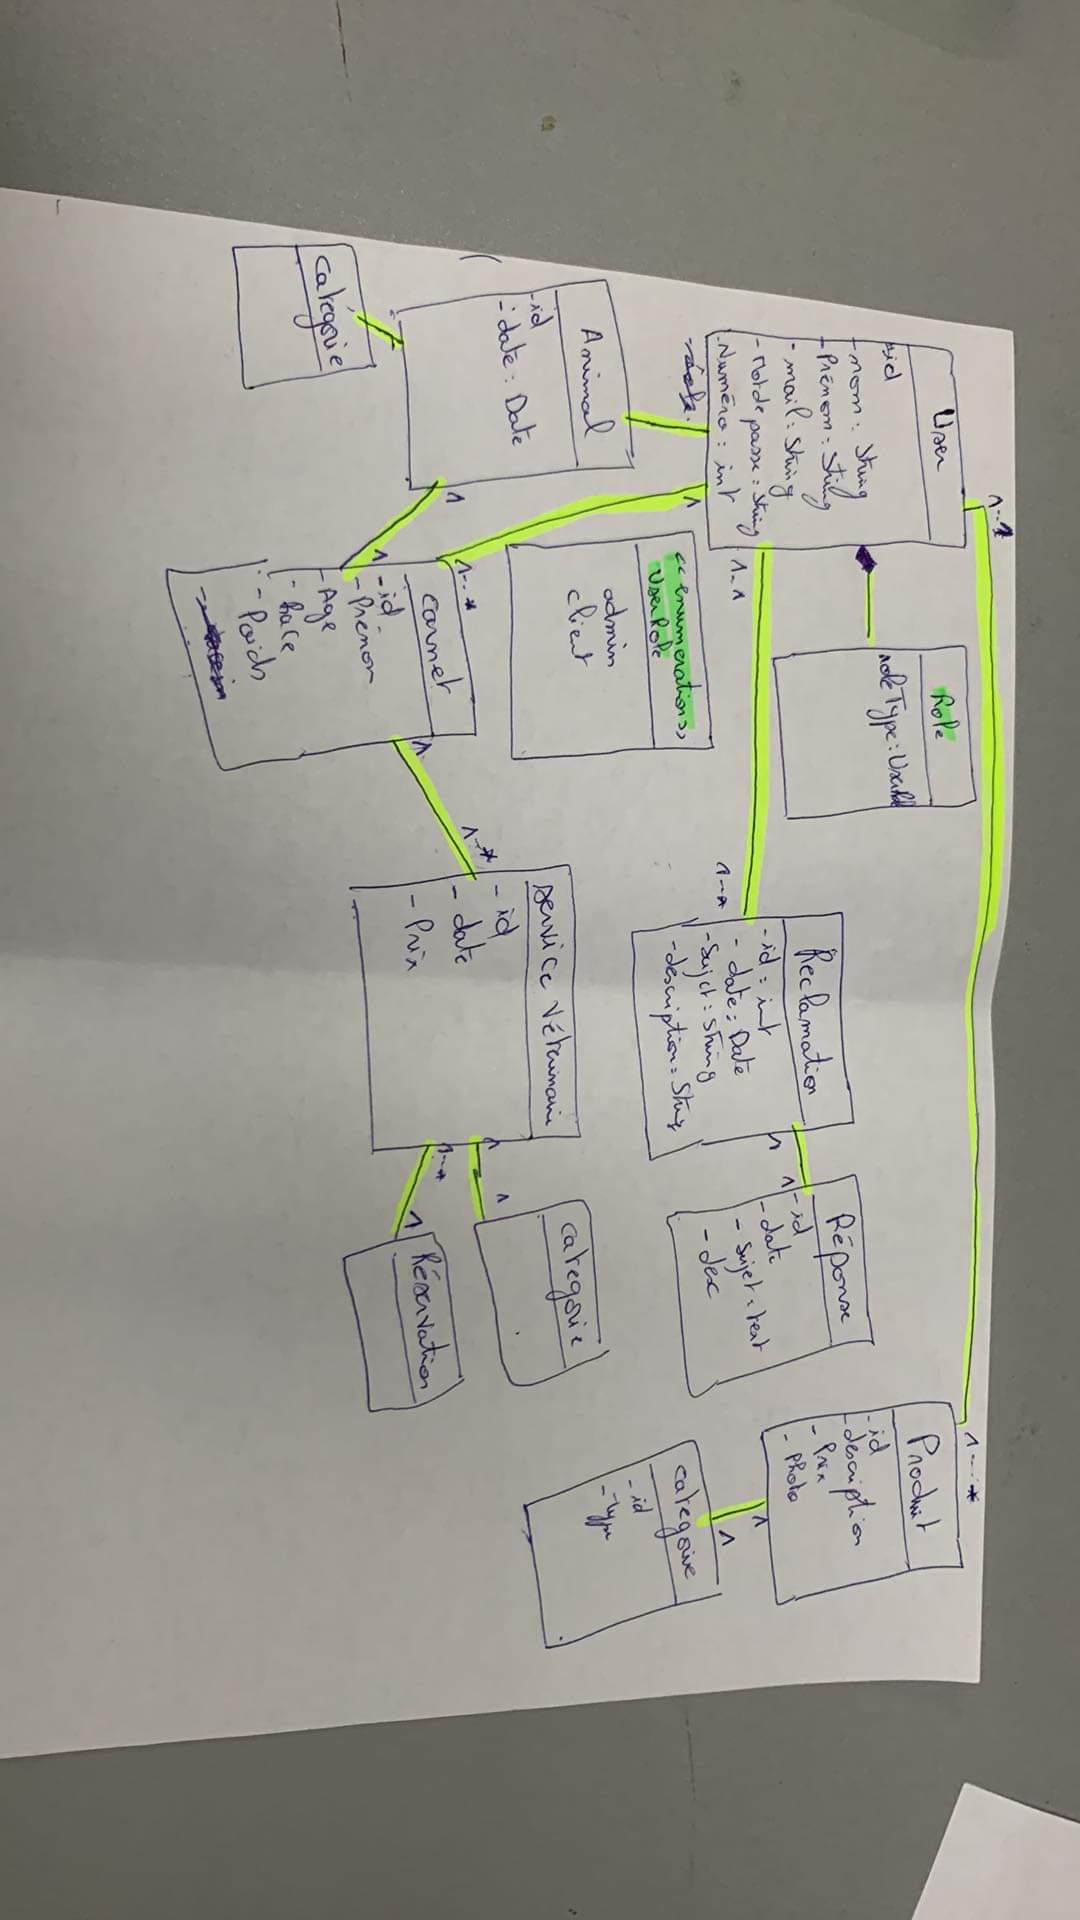 1..1
User
-id
-nom: String
-Prénom: String
-mail: String
-Mot de passe: String
-Numéro: int
Role
roleType: UserRole
1..1
1..*
1
<<enumeration>>
UserRole
admin
client
Reclamation
-id: int
-date: Date
-Sujet: String
-description: String
1
1
Réponse
-id
-date
-Sujet: text
-desc
1..*
Produit
-id
-description
-Prix
-Photo
1
1
categorie
-id
-Type
Animal
-id
-date: Date
1
categorie
1..*
1
carnet
-id
-Prénom
-Age
-Race
-Poids
1
1..*
service Véterinaire
-id
-date
-Prix
1
1
categorie
1..*
1
Réservation